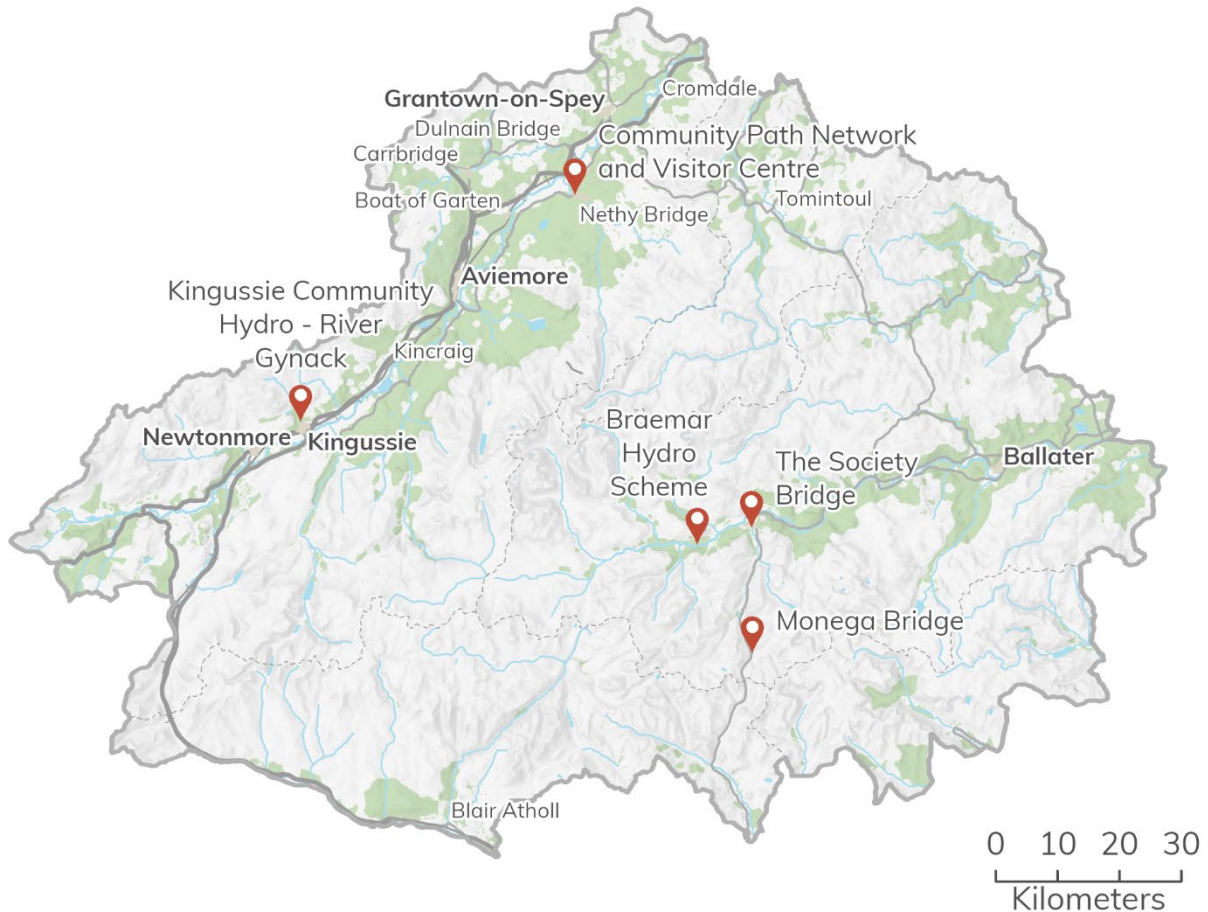 Cromdale
Grantown-on-Spey
Dulnain Bridge
Community Path Network
and Visitor Centre
Carrbridge
Boat of Garten
Nethy Bridge
Tomintoul
Aviemore
Kingussie Community
Hydro - River
Gynack
Kincraig
Newtonmore
Kingussie
Braemar
Hydro
Scheme
The Society
Bridge
Ballater
Monega Bridge
Blair Atholl
0 10 20 30
Kilometers